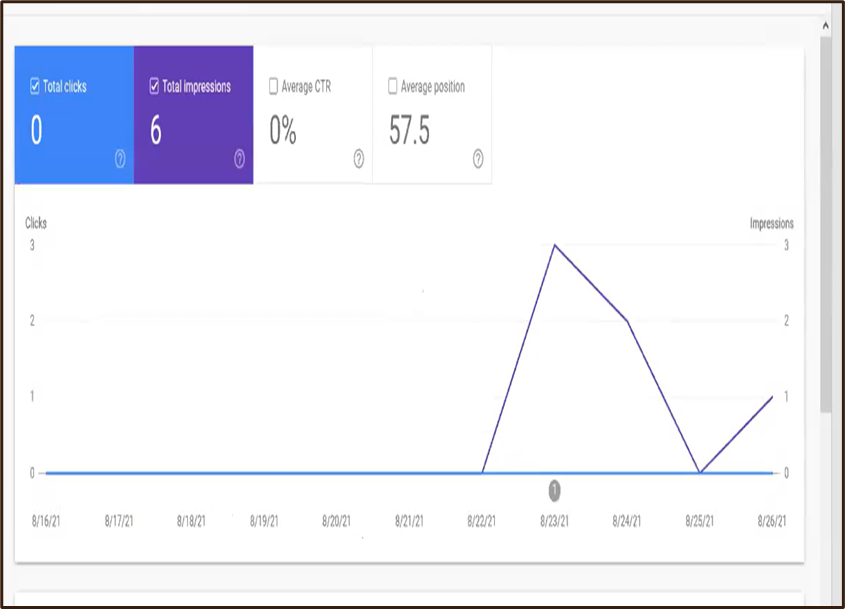 Total clicks
0
Total impressions
6
Average CTR
0%
Average position
57.5
Clicks
Impressions
3
3
2
2
1
1
0
0
1
8/16/21 8/17/21 8/18/21 8/19/21 8/20/21 8/21/21 8/22/21 8/23/21 8/24/21 8/25/21 8/26/21